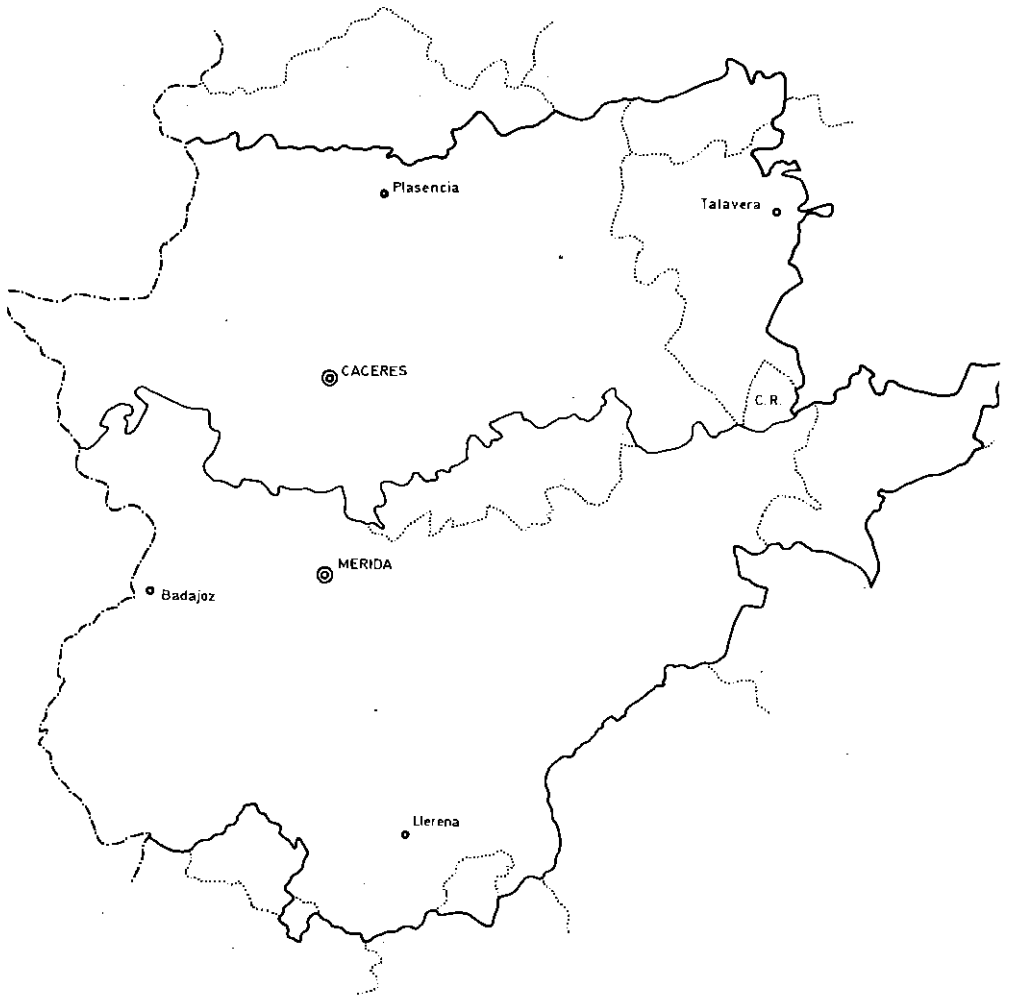 Plasencia
Talavera
CACERES
C.R.
MERIDA
Badajoz
Llerena